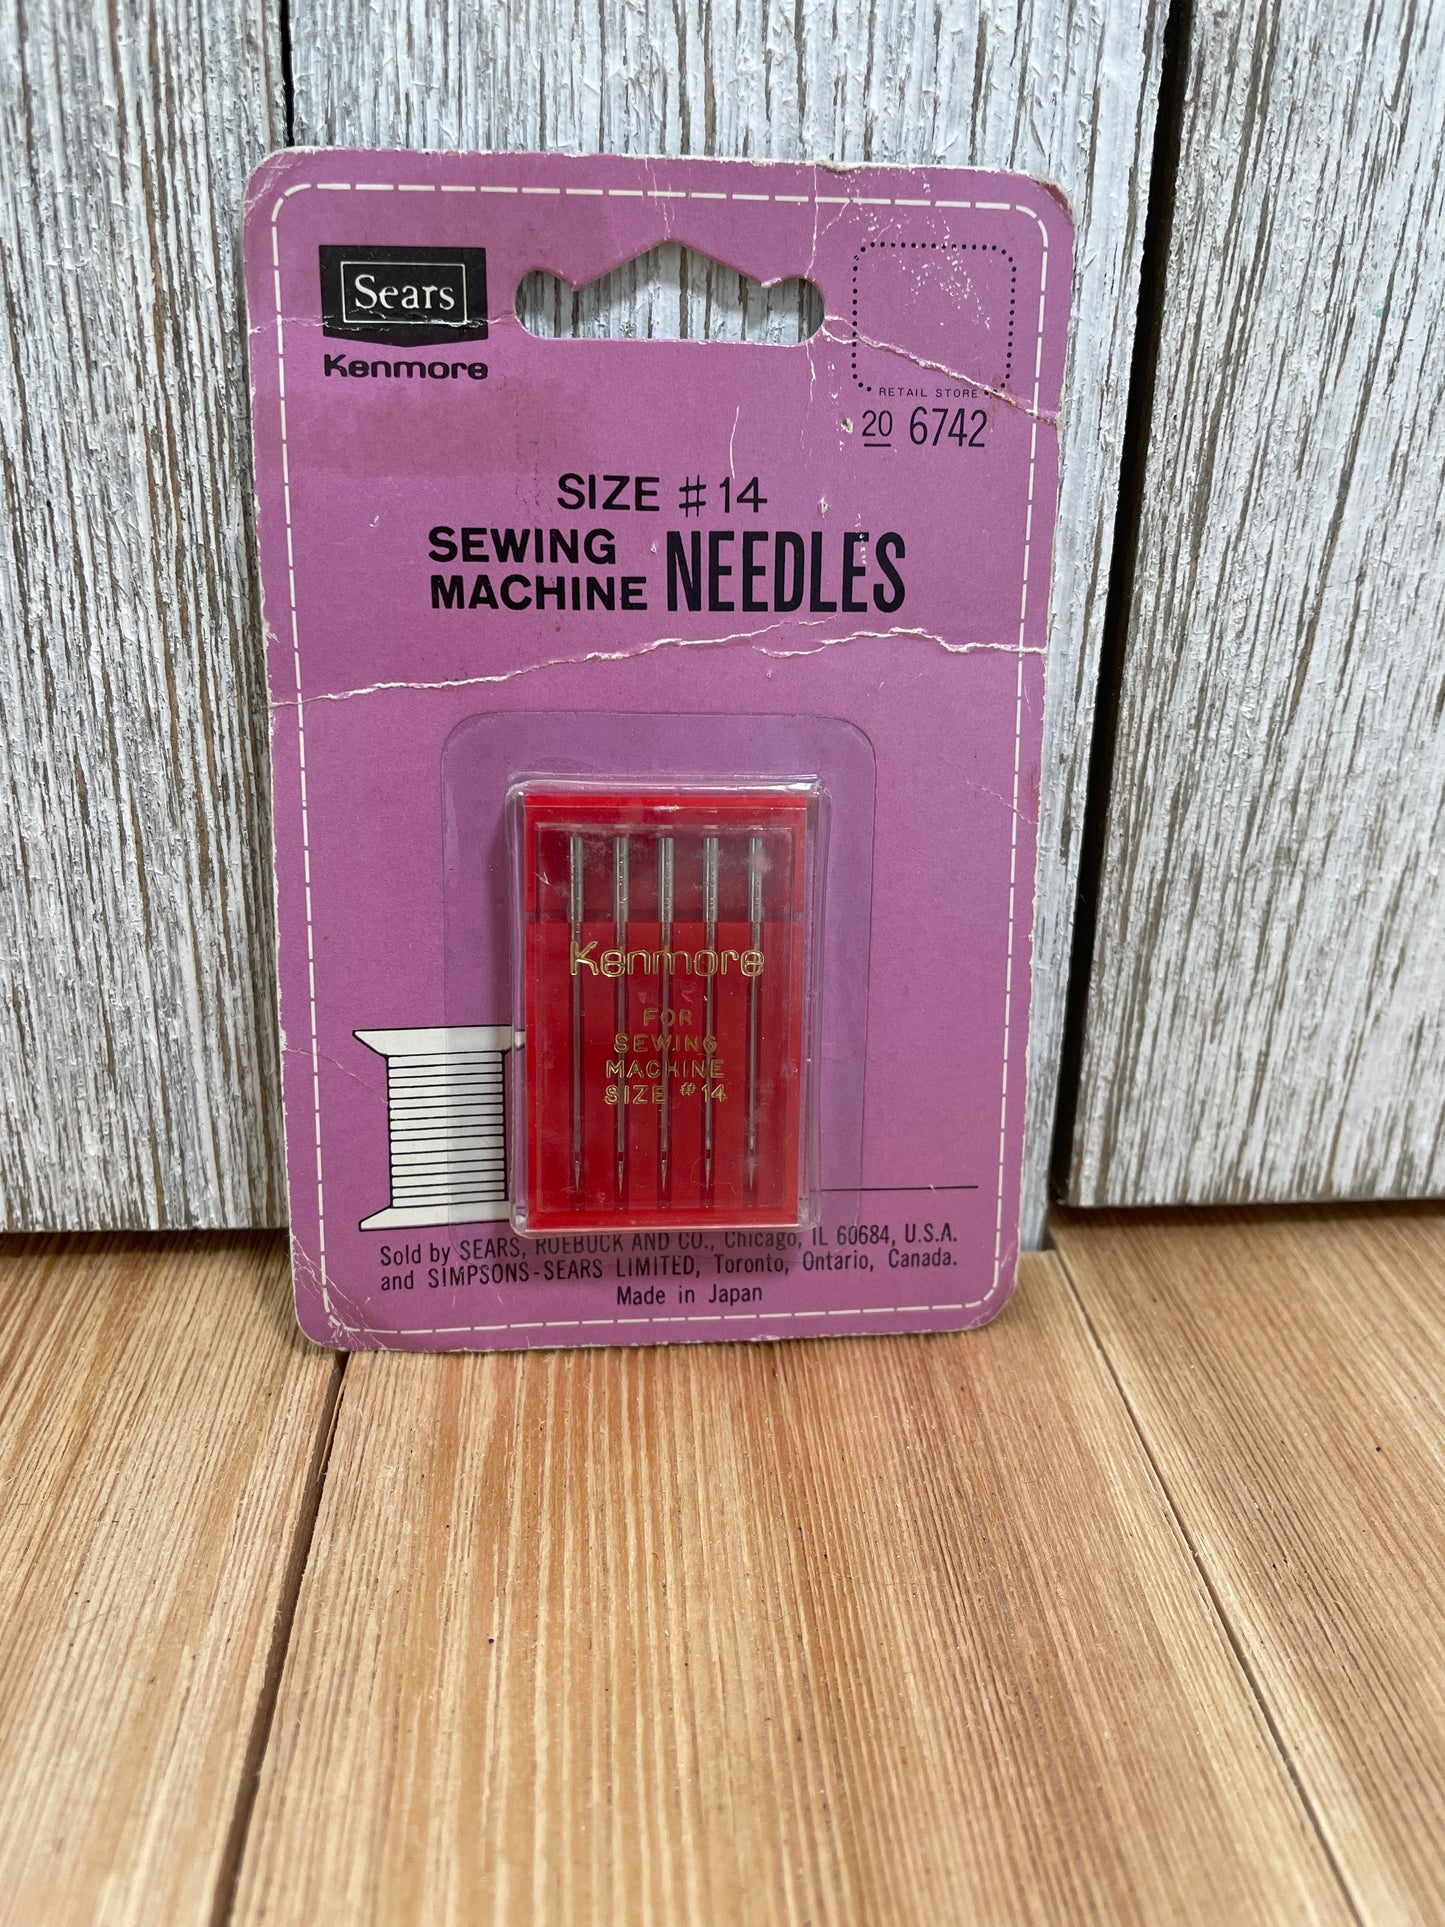 Sears
Kenmore
RETAIL STORE
20 6742
SIZE #14
SEWING
MACHINE NEEDLES
Kenmore
FOR
SEWING
MACHINE
SIZE #14
Sold by SEARS, ROEBUCK AND CO., Chicago, IL 60684, U.S.A.
and SIMPSONS-SEARS LIMITED, Toronto, Ontario, Canada.
Made in Japan